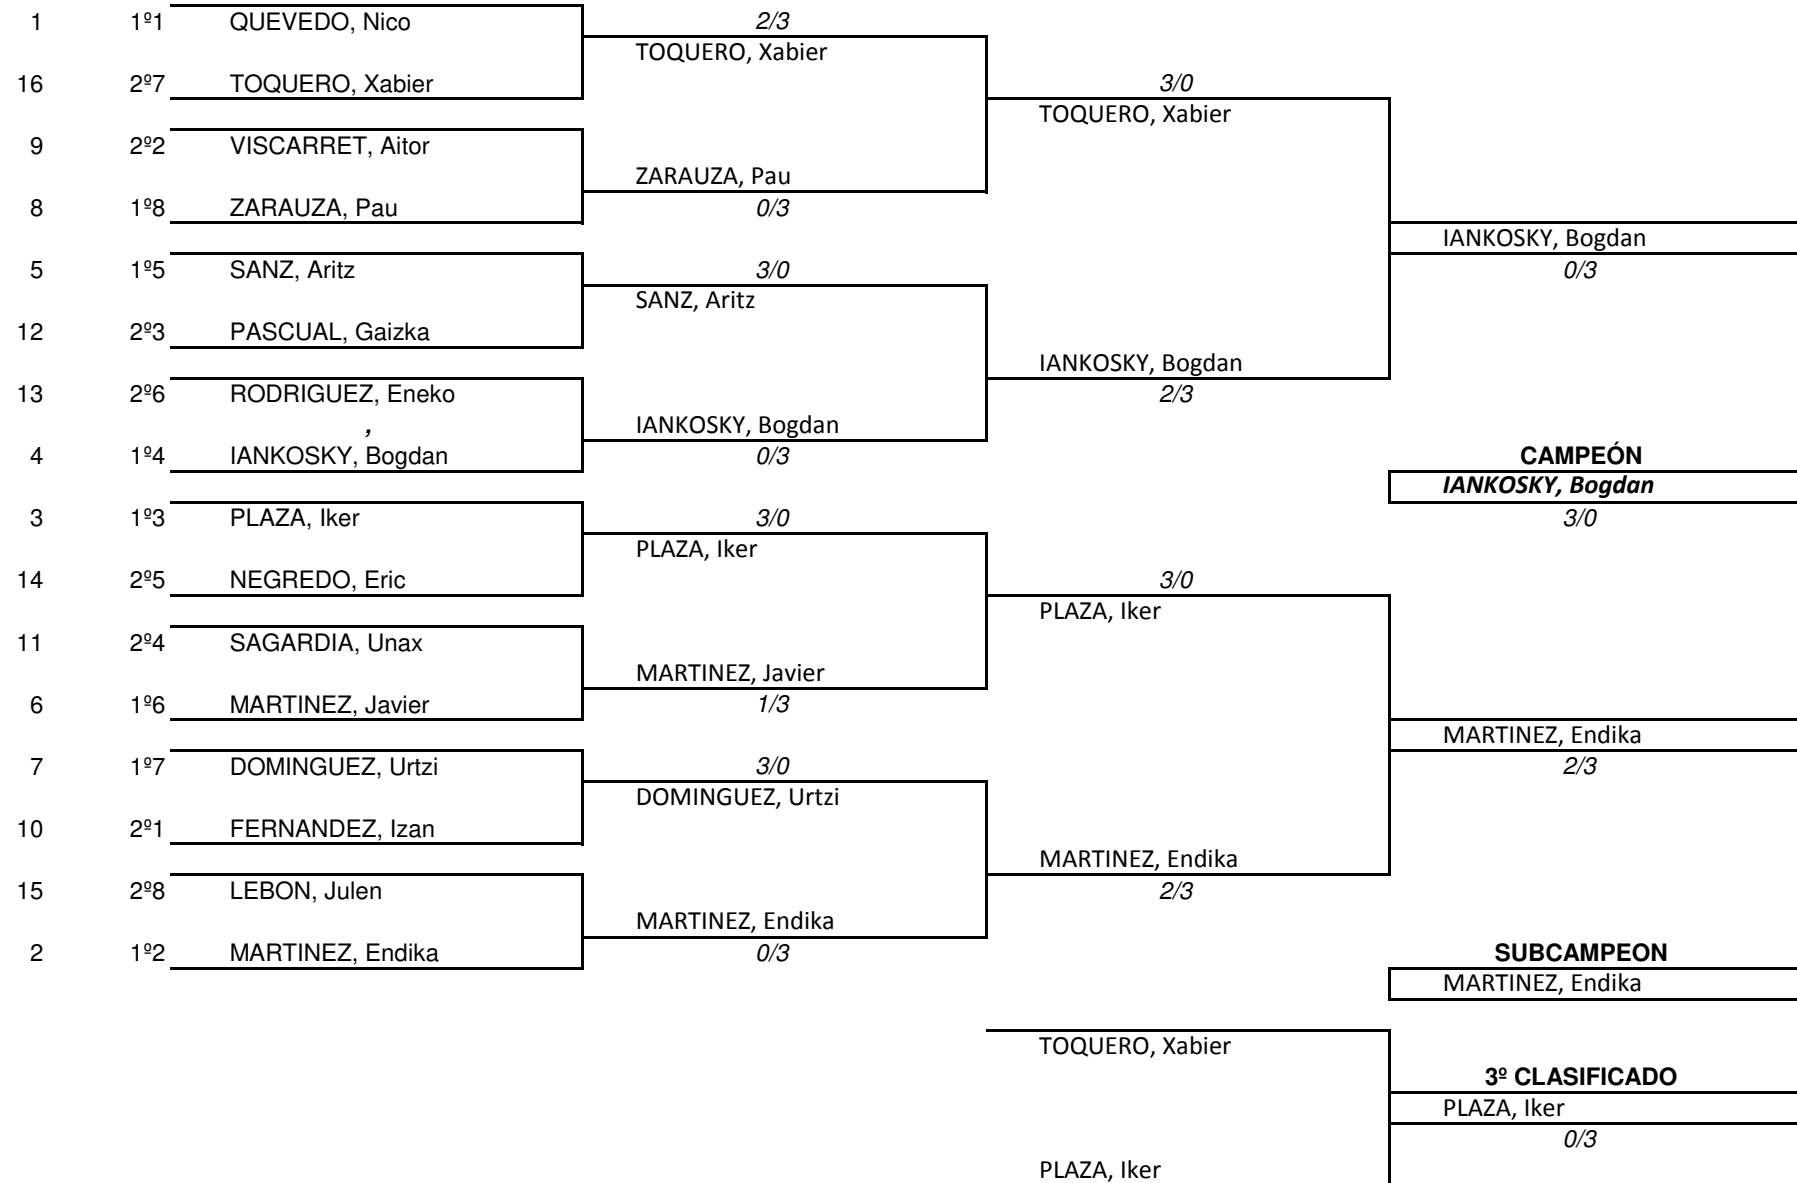 1 1º1 QUEVEDO, Nico 2/3
TOQUERO, Xabier
16 2º7 TOQUERO, Xabier 3/0
TOQUERO, Xabier
9 2º2 VISCARRET, Aitor
ZARAUZA, Pau
8 1º8 ZARAUZA, Pau 0/3
IANKOSKY, Bogdan
5 1º5 SANZ, Aritz 3/0 0/3
SANZ, Aritz
12 2º3 PASCUAL, Gaizka
IANKOSKY, Bogdan
13 2º6 RODRIGUEZ, Eneko 2/3
, IANKOSKY, Bogdan
4 1º4 IANKOSKY, Bogdan 0/3 CAMPEÓN
IANKOSKY, Bogdan
3 1º3 PLAZA, Iker 3/0 3/0
PLAZA, Iker
14 2º5 NEGREDO, Eric 3/0
PLAZA, Iker
11 2º4 SAGARDIA, Unax
MARTINEZ, Javier
6 1º6 MARTINEZ, Javier 1/3
MARTINEZ, Endika
7 1º7 DOMINGUEZ, Urtzi 3/0 2/3
DOMINGUEZ, Urtzi
10 2º1 FERNANDEZ, Izan
MARTINEZ, Endika
15 2º8 LEBON, Julen 2/3
MARTINEZ, Endika
2 1º2 MARTINEZ, Endika 0/3 SUBCAMPEON
MARTINEZ, Endika
TOQUERO, Xabier
3º CLASIFICADO
PLAZA, Iker
0/3
PLAZA, Iker